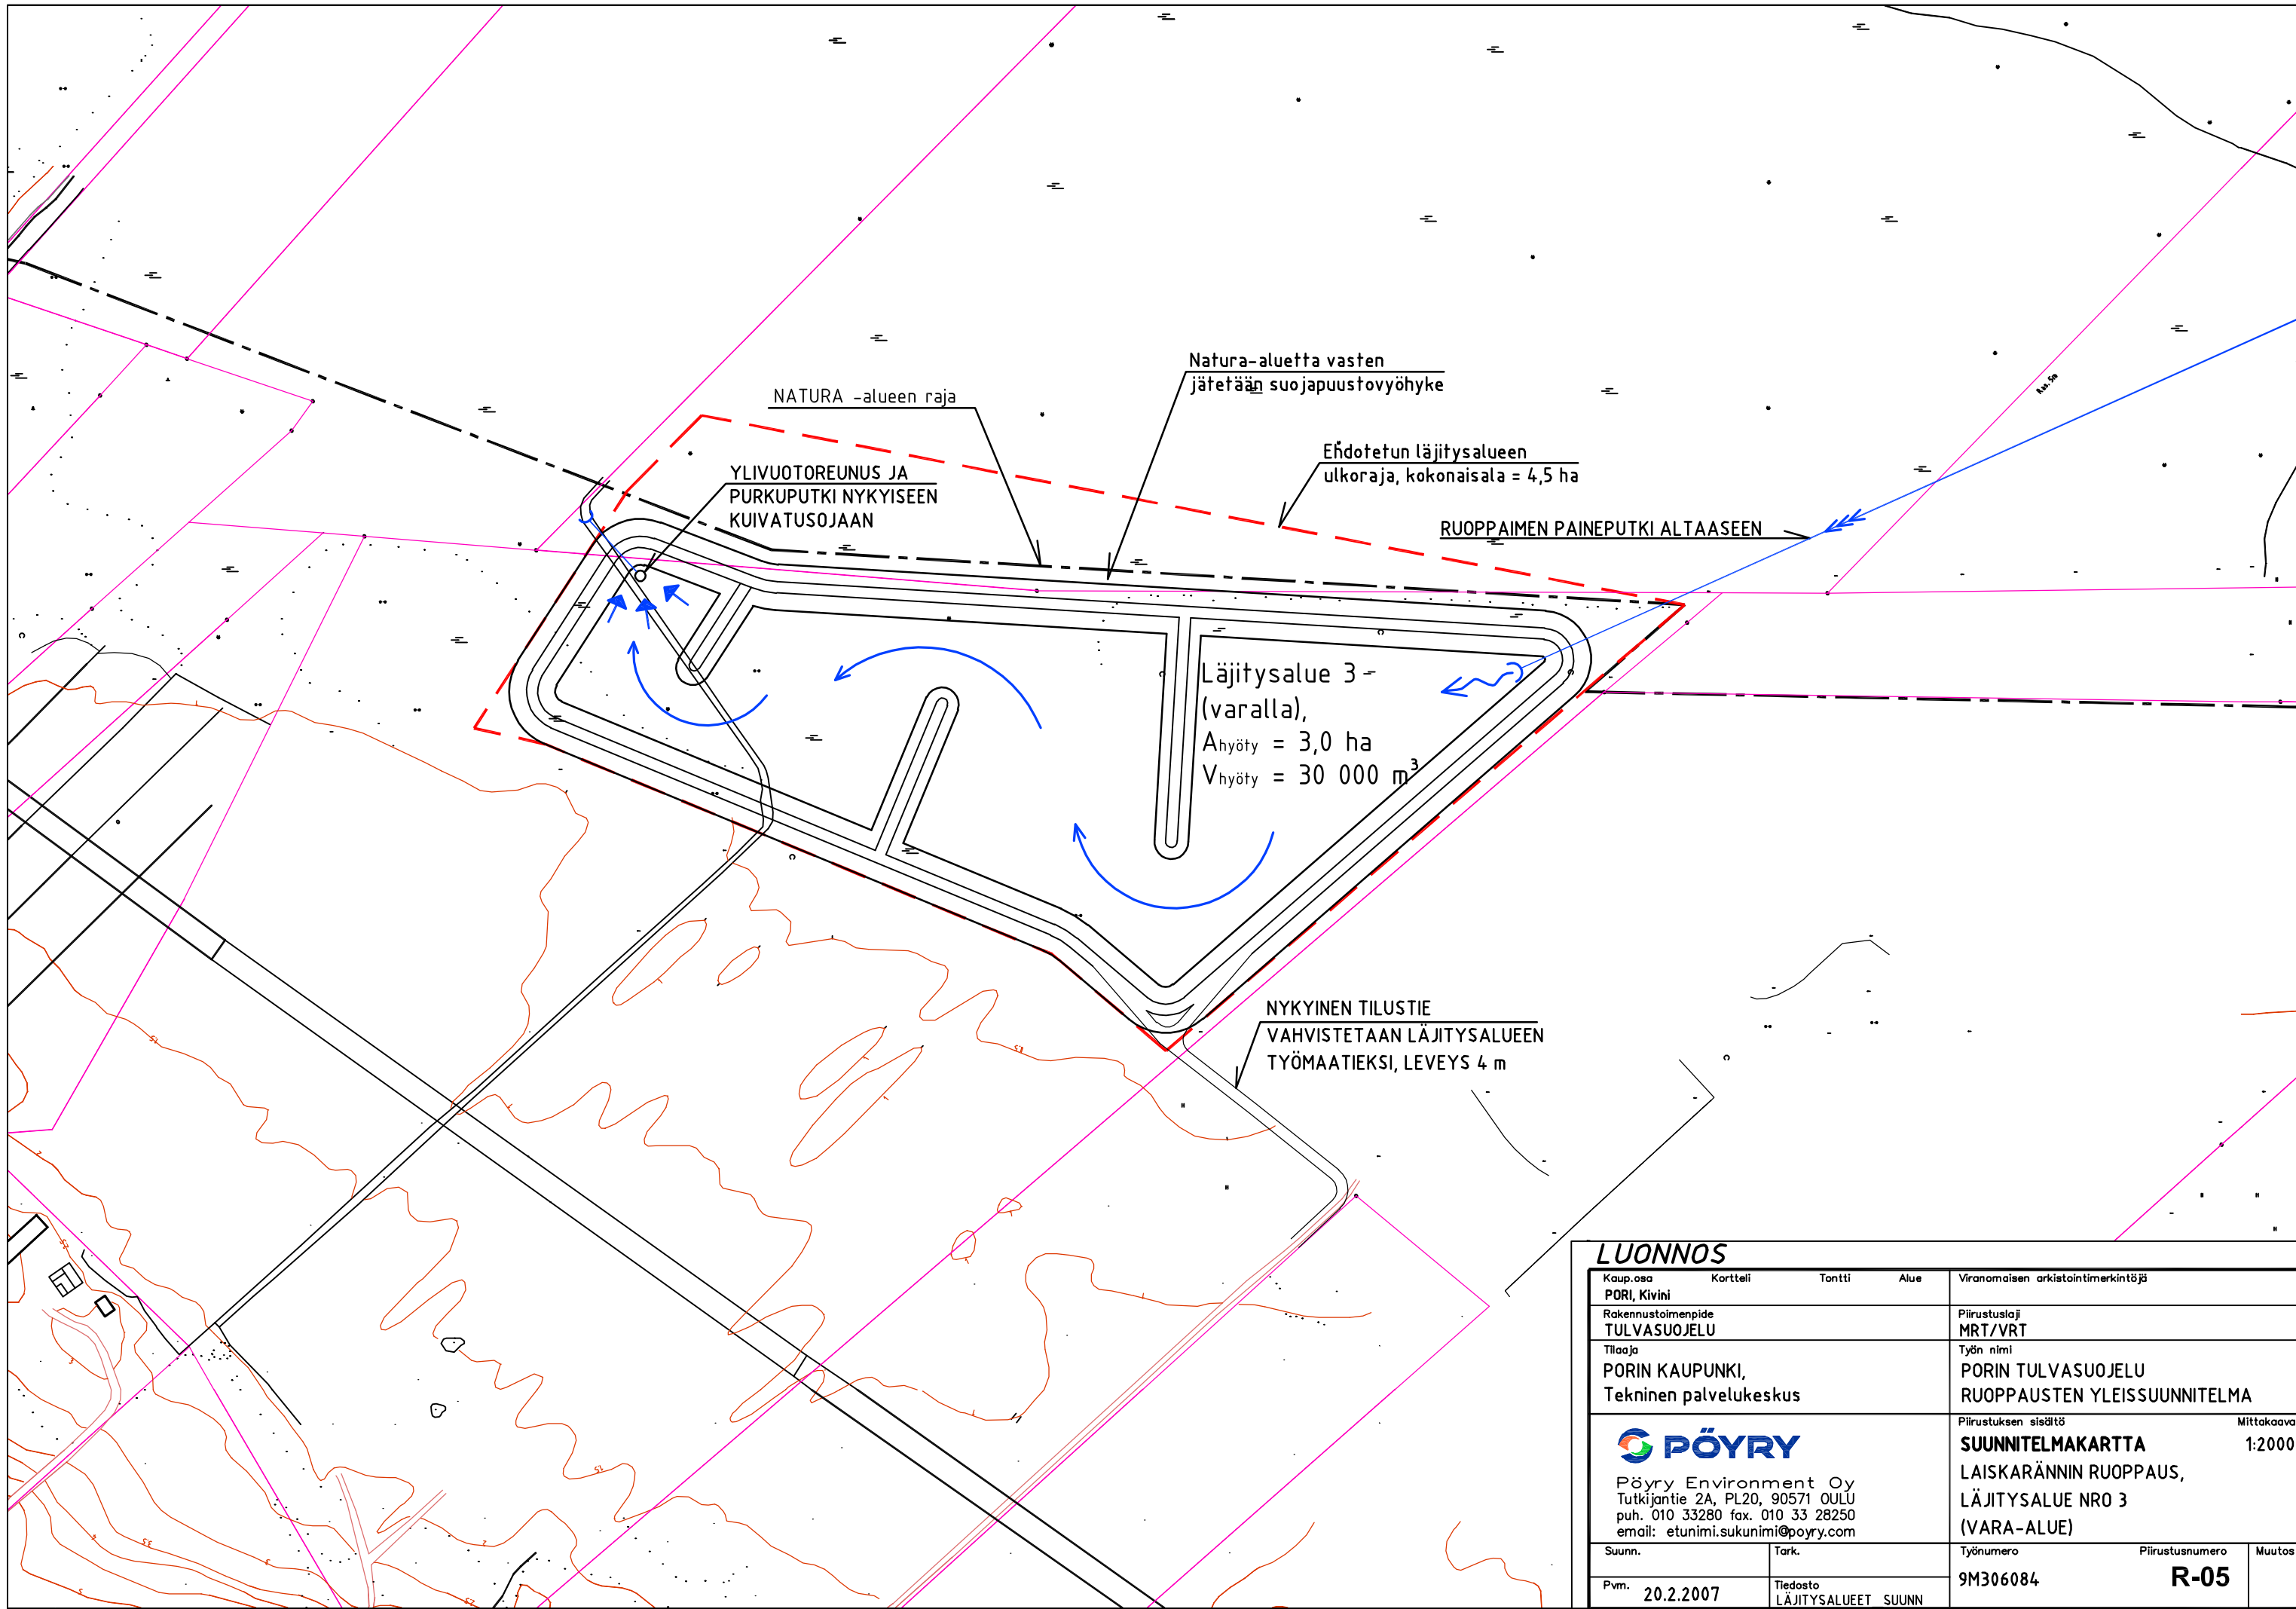 Natura-aluetta vasten
jätetään suojapuustovyöhyke
NATURA -alueen raja
Ehdotetun läjitysalueen
ulkoraja, kokonaisala = 4,5 ha
YLIVUOTOREUNUS JA
PURKUPUTKI NYKYISEEN
KUIVATUSOJAAN
RUOPPAIMEN PAINEPUTKI ALTAASEEN
Läjitysalue 3
(varalla),
Ahyöty = 3,0 ha
Vhyöty = 30 000 m³
NYKYINEN TILUSTIE
VAHVISTETAAN LÄJITYSALUEEN
TYÖMAATIEKSI, LEVEYS 4 m
LUONNOS
Kaup.osa Kortteli Tontti Alue
PORI, Kivini
Viranomaisen arkistointimerkintöjä
Rakennustoimenpide
TULVASUOJELU
Piirustuslaji
MRT/VRT
Tilaaja
PORIN KAUPUNKI,
Tekninen palvelukeskus
Työn nimi
PORIN TULVASUOJELU
RUOPPAUSTEN YLEISSUUNNITELMA
PÖYRY
Pöyry Environment Oy
Tutkijantie 2A, PL20, 90571 OULU
puh. 010 33280 fax. 010 33 28250
email: etunimi.sukunimi@poyry.com
Piirustuksen sisältö Mittakaava
SUUNNITELMAKARTTA 1:2000
LAISKARÄNNIN RUOPPAUS,
LÄJITYSALUE NRO 3
(VARA-ALUE)
Suunn. Tark.
Työnumero Piirustusnumero Muutos
9M306084 R-05
Pvm. 20.2.2007
Tiedosto
LÄJITYSALUEET SUUNN